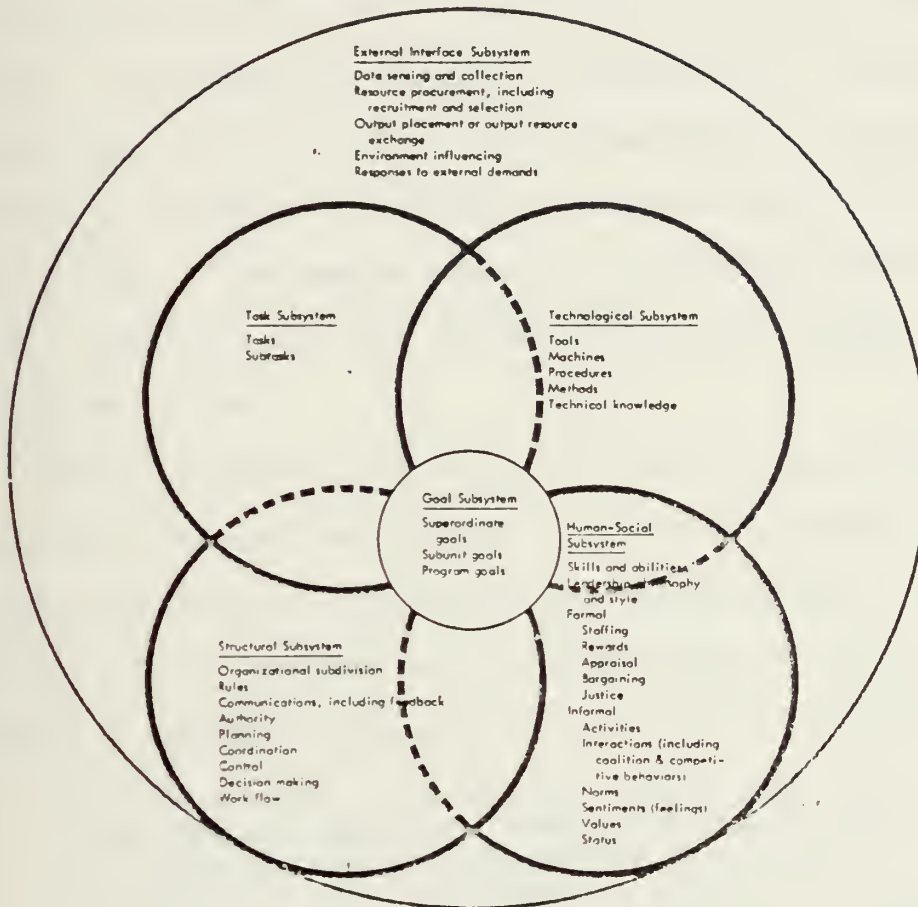 External Interface Subsystem
Data sensing and collection
Resource procurement, including
recruitment and selection
Output placement or output resource
exchange
Environment influencing
Responses to external demands
Task Subsystem
Tasks
Subtasks
Technological Subsystem
Tools
Machines
Procedures
Methods
Technical knowledge
Goal Subsystem
Superordinate
goals
Subunit goals
Program goals
Human-Social
Subsystem
Skills and abilities
Leadership philosophy
and style
Formal
Staffing
Rewards
Appraisal
Bargaining
Justice
Informal
Activities
Interactions (including
coalition & competi-
tive behaviors)
Norms
Sentiments (feelings)
Values
Status
Structural Subsystem
Organizational subdivision
Rules
Communications, including feedback
Authority
Planning
Coordination
Control
Decision making
Work flow